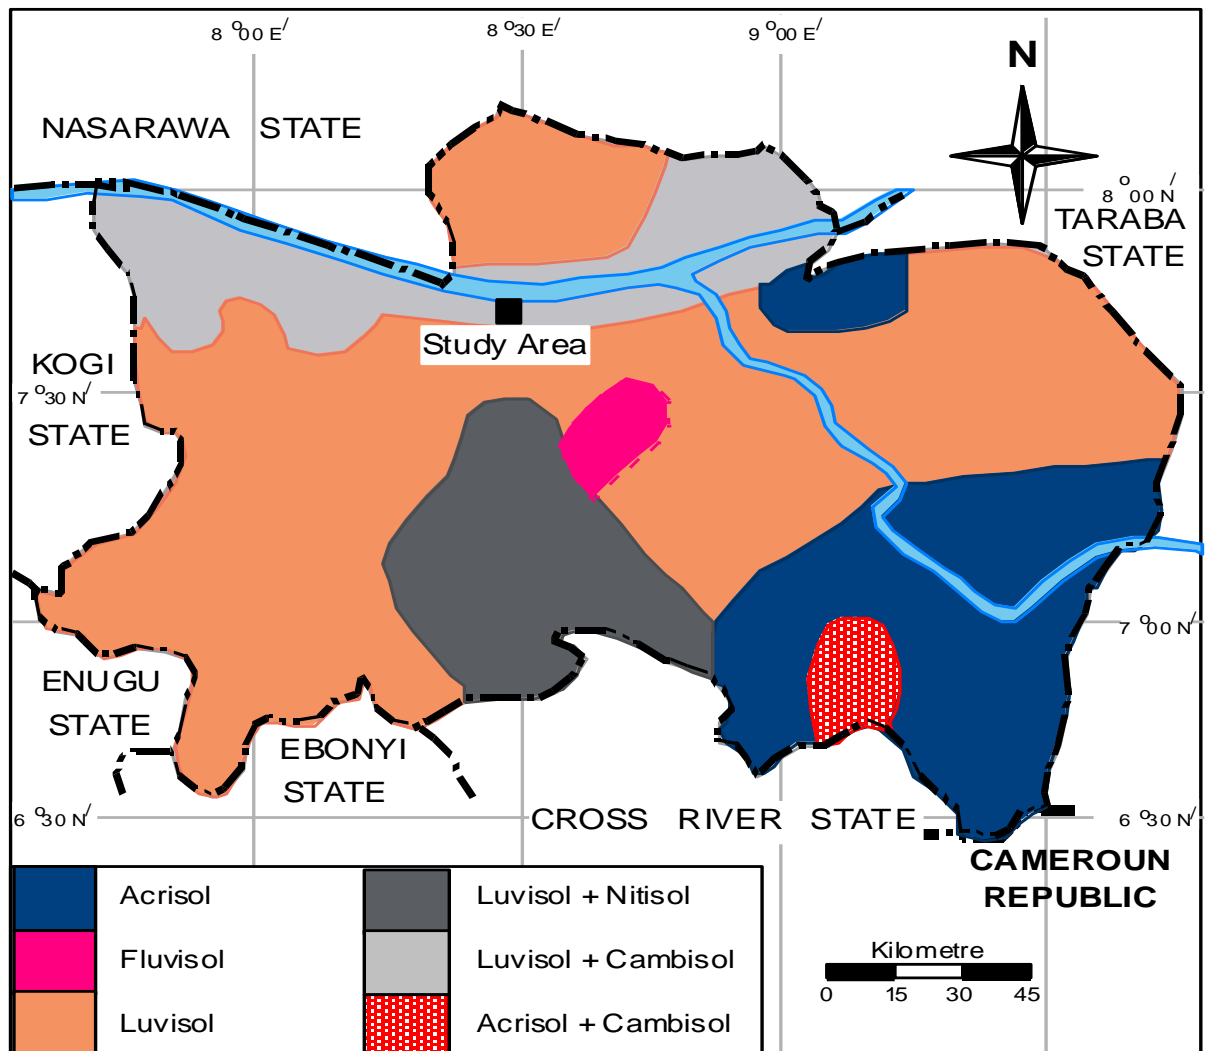 8 °00 E/
8 °30 E/
9 °00 E/
N
NASARAWA STATE
8 °00 N/
TARABA
STATE
Study Area
KOGI
7 °30 N/
STATE
7 °00 N/
ENUGU
STATE
EBONYI
STATE
6 °30 N/
CROSS RIVER STATE
6 °30 N/
CAMEROUN
REPUBLIC
Acrisol
Luvisol + Nitisol
Fluvisol
Luvisol + Cambisol
Luvisol
Acrisol + Cambisol
Kilometre
0 15 30 45